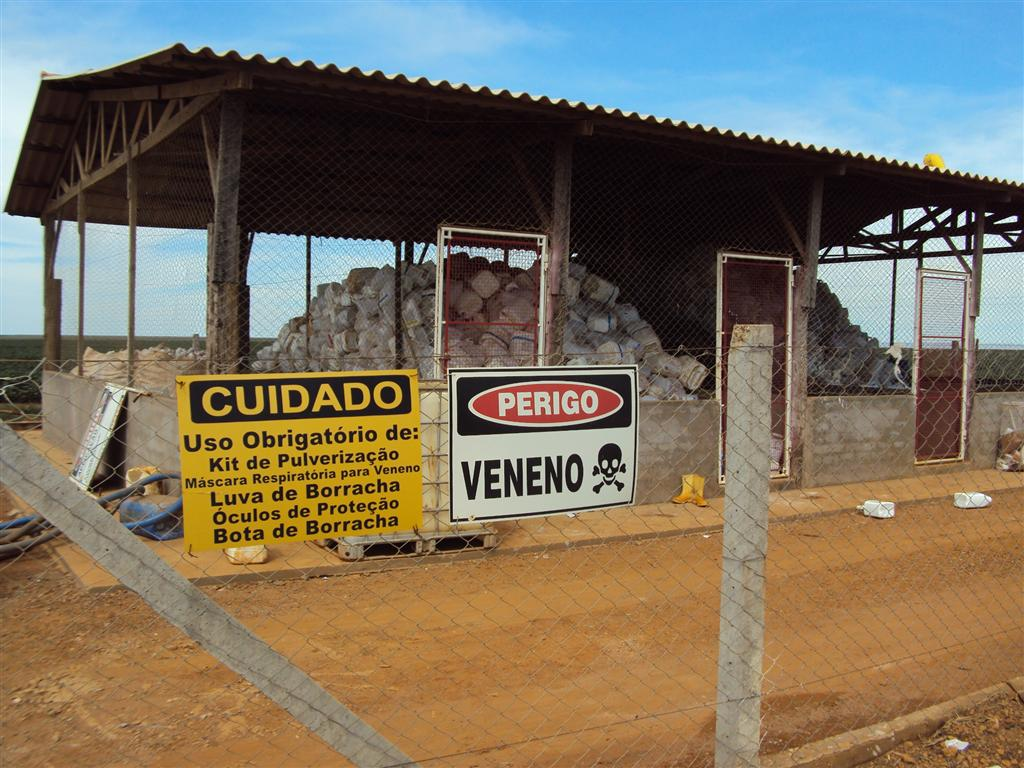 CUIDADO
Uso Obrigatório de:
Kit de Pulverização
Máscara Respiratória para Veneno
Luva de Borracha
Óculos de Proteção
Bota de Borracha
PERIGO
VENENO